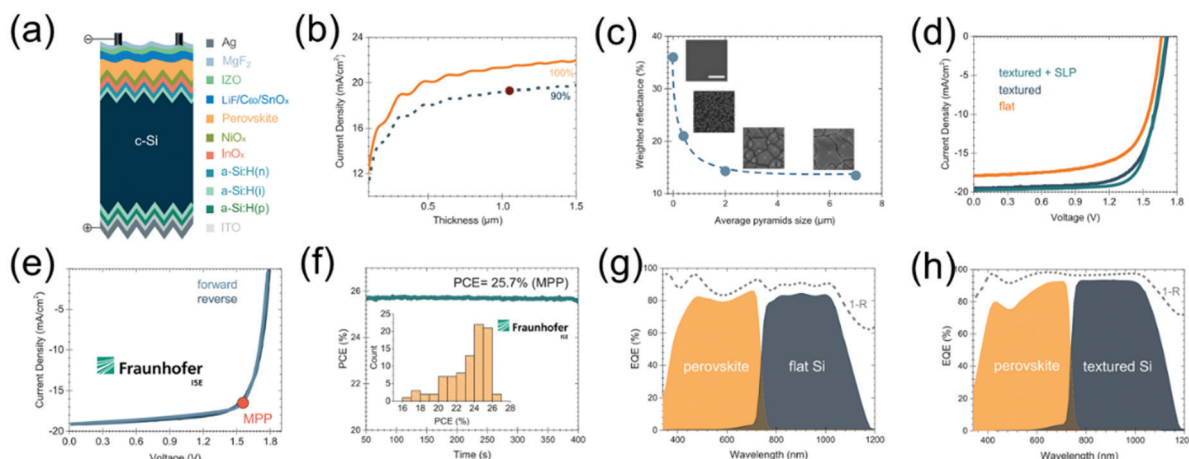 (a)
Ag
MgF₂
IZO
LiF/C₆₀/SnOₓ
Perovskite
NiOₓ
InOₓ
a-Si:H(n)
a-Si:H(i)
a-Si:H(p)
ITO
c-Si
(b)
Current Density (mA/cm²)
24
22
20
18
16
14
12
10
100%
90%
0.5
1.0
1.5
Thickness (μm)
(c)
Weighted reflectance (%)
40
35
30
25
20
15
10
0
2
4
6
8
Average pyramids size (μm)
(d)
Current Density (mA/cm²)
0
-5
-10
-15
-20
textured + SLP
textured
flat
0.0
0.3
0.6
0.9
1.2
1.5
1.8
Voltage (V)
(e)
Current Density (mA/cm²)
-5
-10
-15
-20
forward
reverse
Fraunhofer
ISE
MPP
0.0
0.3
0.6
0.9
1.2
1.5
1.8
Voltage (V)
(f)
PCE (%)
26
24
22
20
PCE= 25.7% (MPP)
Count
25
20
15
10
5
0
Fraunhofer
ISE
16 18 20 22 24 26 28
PCE (%)
50 100 150 200 250 300 350 400
Time (s)
(g)
EQE (%)
100
80
60
40
20
0
1-R
perovskite
flat Si
400
600
800
1000
1200
Wavelength (nm)
(h)
EQE (%)
100
80
60
40
20
0
1-R
perovskite
textured Si
400
600
800
1000
1200
Wavelength (nm)